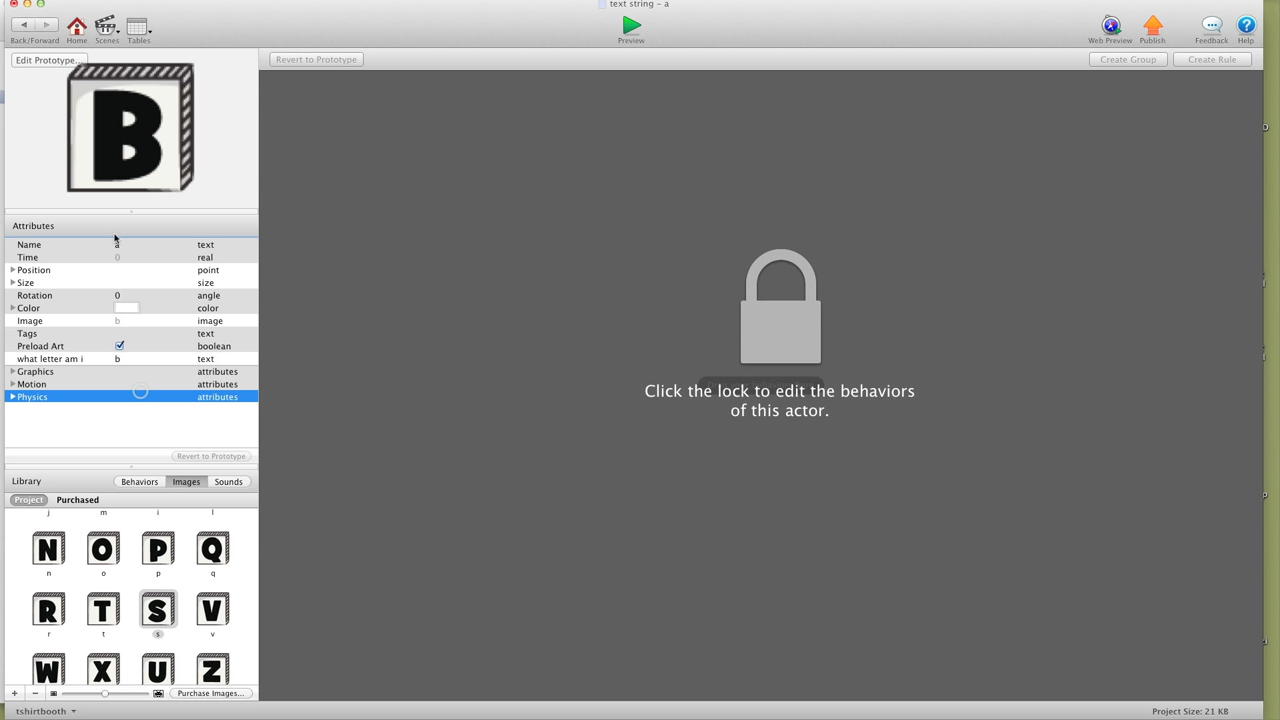 text string – a
Back/Forward Home Scenes Tables Preview Web Preview Publish Feedback Help
Edit Prototype... Revert to Prototype Create Group Create Rule
B
Attributes
Name a text
Time 0 real
Position point
Size size
Rotation 0 angle
Color color
Image b image
Tags text
Preload Art boolean
what letter am i b text
Graphics attributes
Motion attributes
Physics attributes
Click the lock to edit the behaviors
of this actor.
Revert to Prototype
Library Behaviors Images Sounds
Project Purchased
j m i l
N O P Q
n o p q
R T S V
r t s v
W X U Z
+ − Purchase Images...
tshirtbooth Project Size: 21 KB